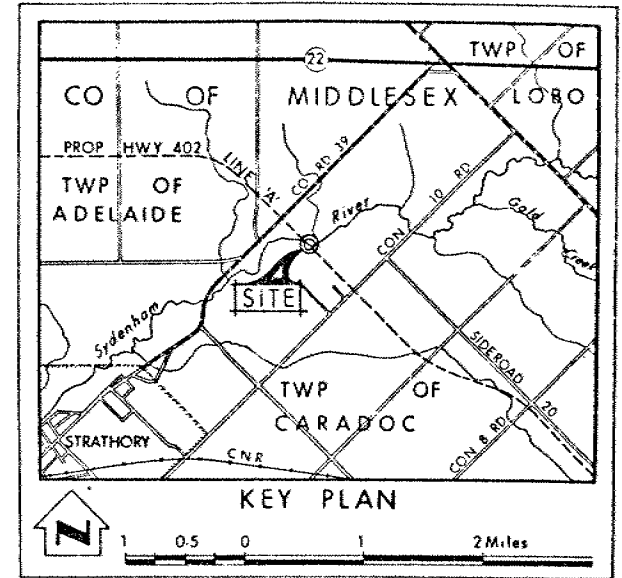 22
TWP OF
CO OF MIDDLESEX LOBO
PROP HWY 402
LINE 'A'
CO RD 39
TWP OF
ADELAIDE
River
CON 10 RD
Gold
Creek
SITE
Sydenham
SIDEROAD
20
TWP OF
CARADOC
CON 8 RD
STRATHORY
CNR
KEY PLAN
N
1 0·5 0 1 2 Miles